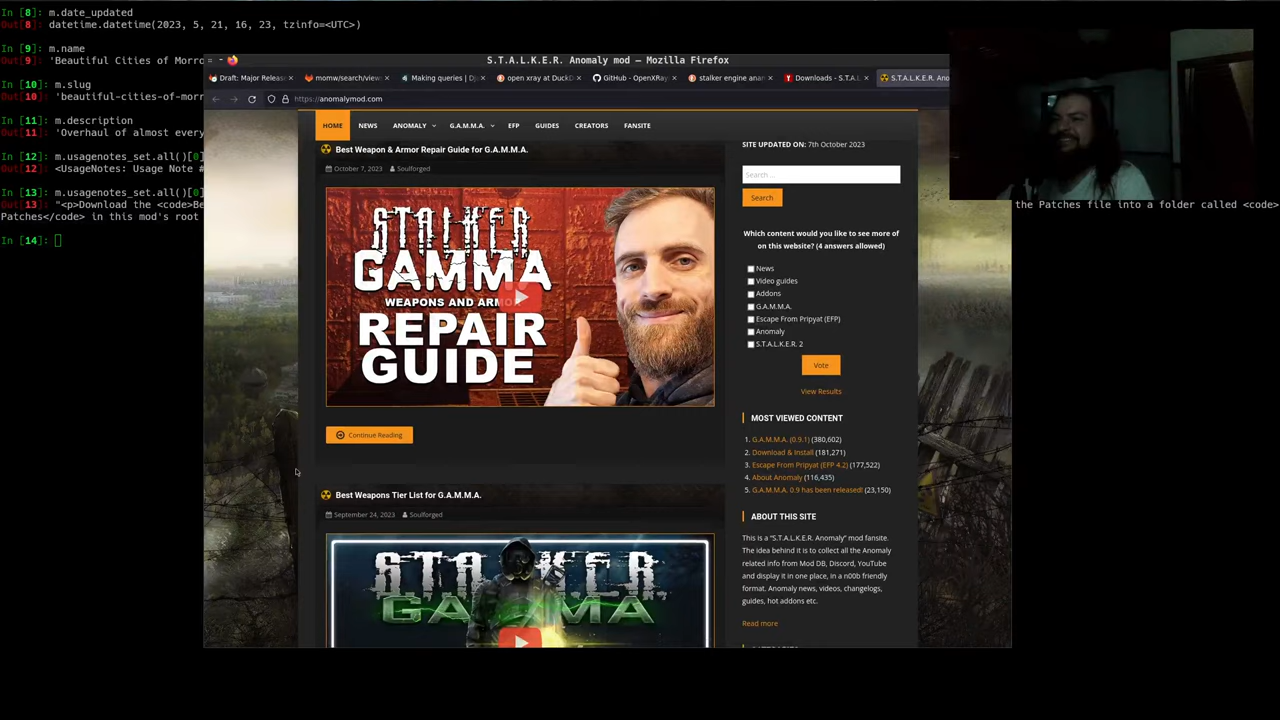 In [8]: m.date_updated
Out[8]: datetime.datetime(2023, 5, 21, 16, 23, tzinfo=<UTC>)
In [9]: m.name
Out[9]: 'Beautiful Cities of Morro
In [10]: m.slug
Out[10]: 'beautiful-cities-of-morr
In [11]: m.description
Out[11]: 'Overhaul of almost every
In [12]: m.usagenotes_set.all()[0]
Out[12]: <UsageNotes: Usage Note #
In [13]: m.usagenotes_set.all()[0]
Out[13]: "<p>Download the <code>Be
the Patches file into a folder called <code>
Patches</code> in this mod's root
In [14]:
S.T.A.L.K.E.R. Anomaly mod — Mozilla Firefox
Draft: Major Release
momw/search/view
Making queries | Dj
open xray at DuckD
GitHub - OpenXRay
stalker engine anom
Downloads - S.T.A.L
S.T.A.L.K.E.R. Ano
https://anomalymod.com
HOME
NEWS
ANOMALY
G.A.M.M.A.
EFP
GUIDES
CREATORS
FANSITE
Best Weapon & Armor Repair Guide for G.A.M.M.A.
October 7, 2023
Soulforged
STALKER
GAMMA
WEAPONS AND ARMO
REPAIR
GUIDE
Continue Reading
Best Weapons Tier List for G.A.M.M.A.
September 24, 2023
Soulforged
S.T.A.L.K.E.R.
GAMMA
SITE UPDATED ON: 7th October 2023
Search ...
Search
Which content would you like to see more of
on this website? (4 answers allowed)
News
Video guides
Addons
G.A.M.M.A.
Escape From Pripyat (EFP)
Anomaly
S.T.A.L.K.E.R. 2
Vote
View Results
MOST VIEWED CONTENT
1. G.A.M.M.A. (0.9.1) (380,602)
2. Download & Install (181,271)
3. Escape From Pripyat (EFP 4.2) (177,522)
4. About Anomaly (116,435)
5. G.A.M.M.A. 0.9 has been released! (23,150)
ABOUT THIS SITE
This is a "S.T.A.L.K.E.R. Anomaly" mod fansite.
The idea behind it is to collect all the Anomaly
related info from Mod DB, Discord, YouTube
and display it in one place, in a n00b friendly
format. Anomaly news, videos, changelogs,
guides, hot addons etc.
Read more